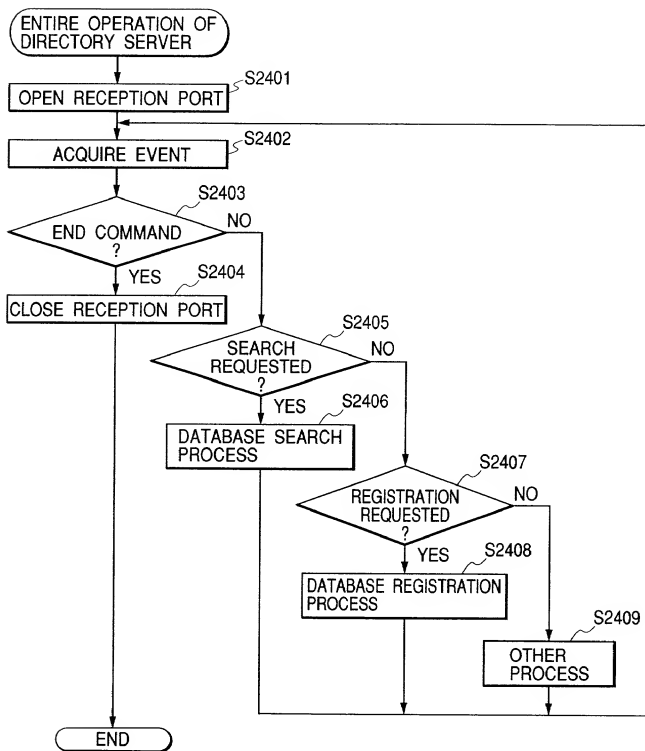 ENTIRE OPERATION OF
DIRECTORY SERVER
S2401
OPEN RECEPTION PORT
S2402
ACQUIRE EVENT
S2403
END COMMAND
?
NO
YES
S2404
CLOSE RECEPTION PORT
S2405
SEARCH
REQUESTED
?
NO
YES
S2406
DATABASE SEARCH
PROCESS
S2407
REGISTRATION
REQUESTED
?
NO
YES
S2408
DATABASE REGISTRATION
PROCESS
S2409
OTHER
PROCESS
END